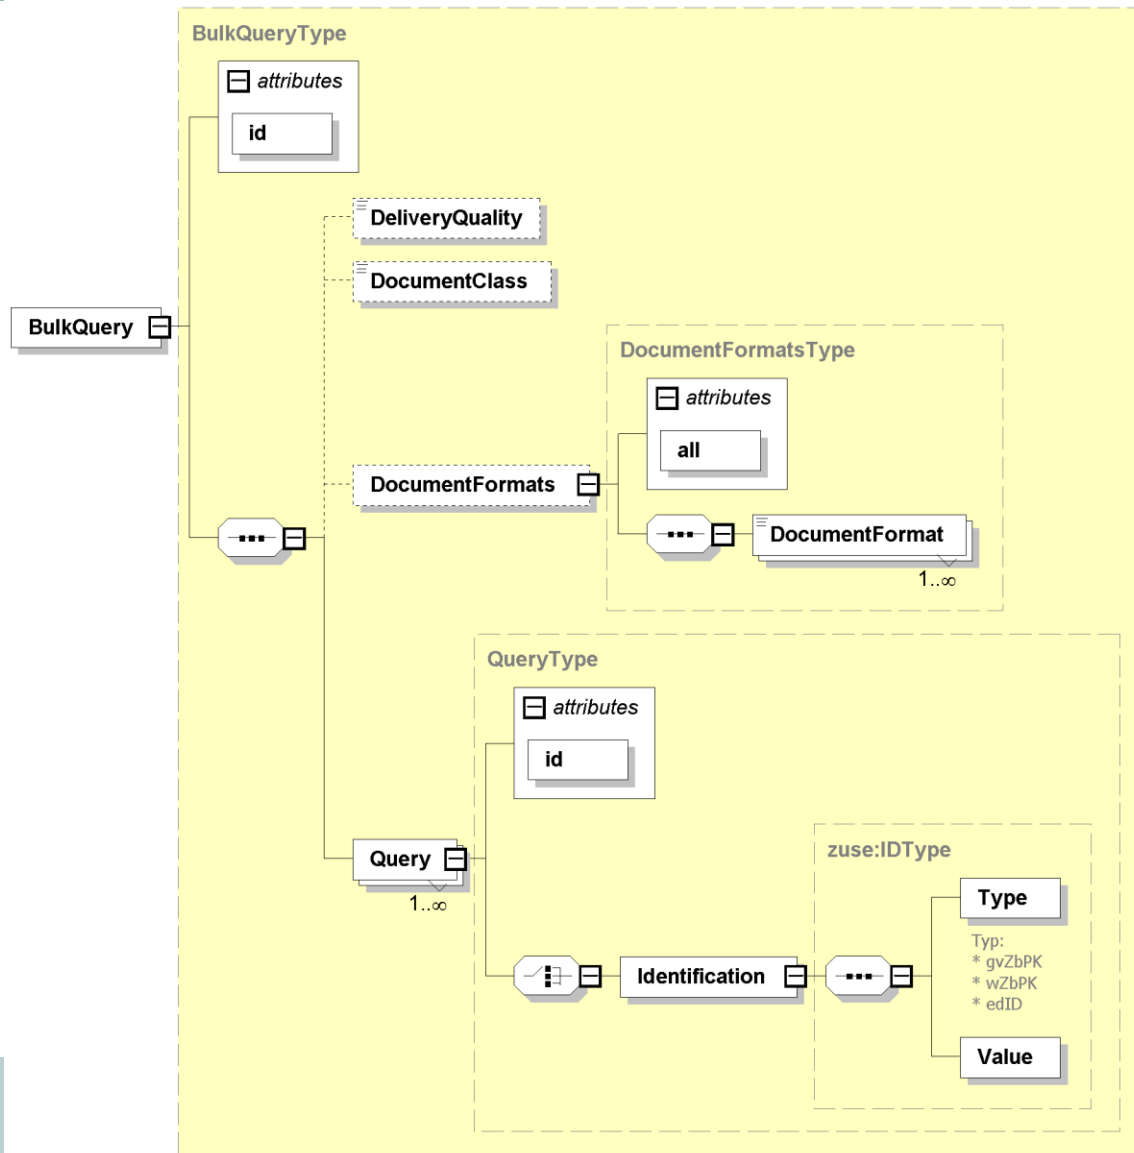 BulkQueryType
attributes
id
DeliveryQuality
DocumentClass
BulkQuery
DocumentFormatsType
attributes
all
DocumentFormats
DocumentFormat
1..∞
QueryType
attributes
id
Query
1..∞
zuse:IDType
Type
Typ:
* gvZbPK
* wZbPK
* edID
Identification
Value